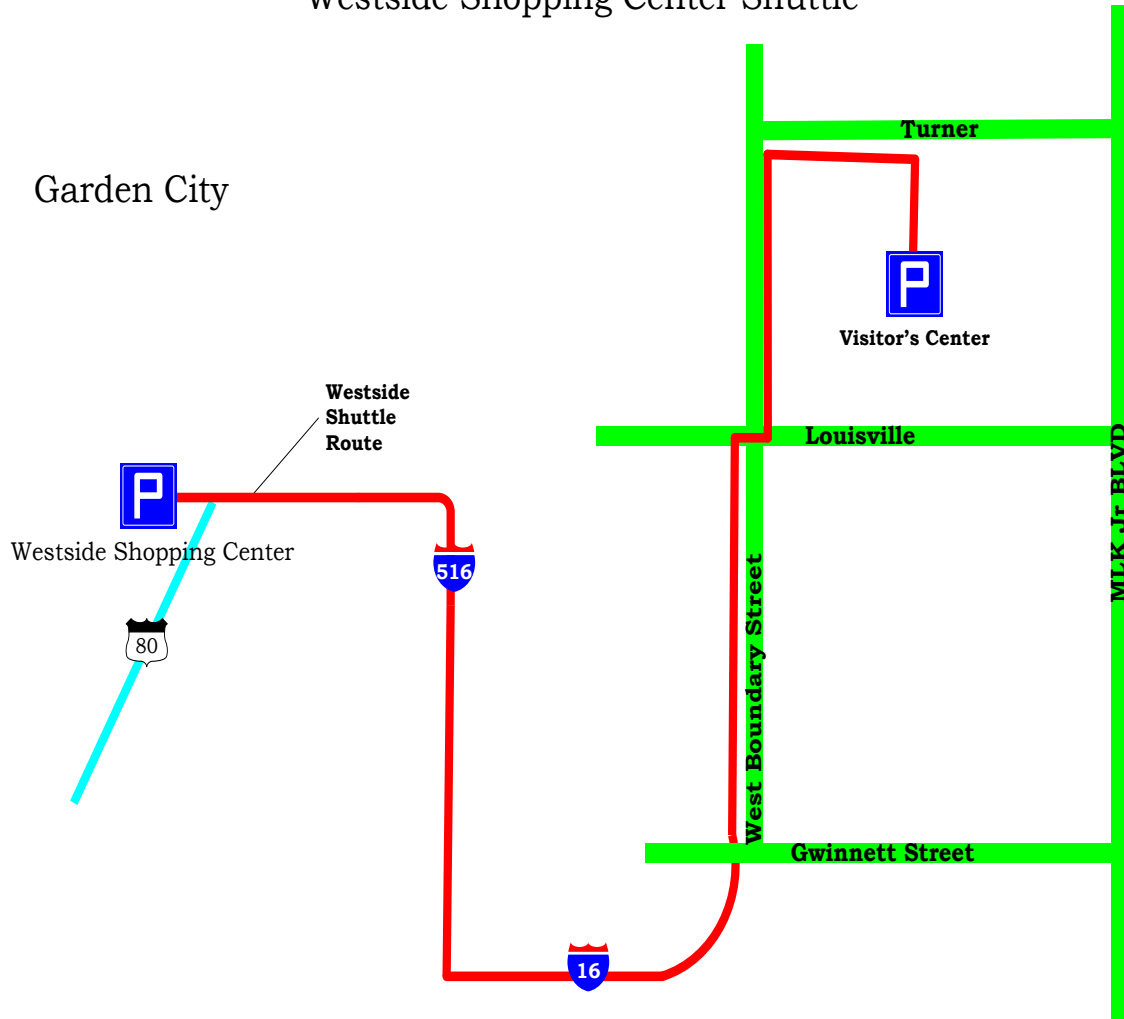 Westside Shopping Center Shuttle
Turner
Garden City
P
Visitor's Center
Westside
Shuttle
Route
Louisville
MLK Jr BLVD
P
Westside Shopping Center
516
West Boundary Street
80
Gwinnett Street
16